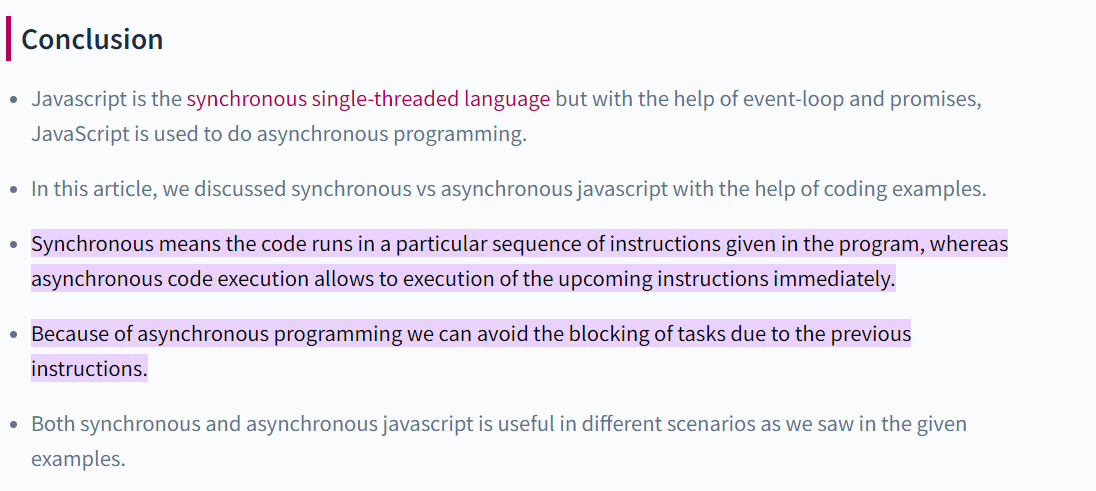 Conclusion
Javascript is the synchronous single-threaded language but with the help of event-loop and promises,
JavaScript is used to do asynchronous programming.
In this article, we discussed synchronous vs asynchronous javascript with the help of coding examples.
Synchronous means the code runs in a particular sequence of instructions given in the program, whereas
asynchronous code execution allows to execution of the upcoming instructions immediately.
Because of asynchronous programming we can avoid the blocking of tasks due to the previous
instructions.
Both synchronous and asynchronous javascript is useful in different scenarios as we saw in the given
examples.